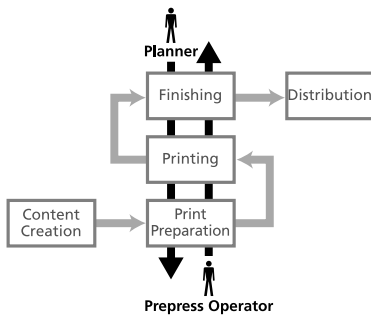 Planner
Finishing
Distribution
Printing
Content
Creation
Print
Preparation
Prepress Operator